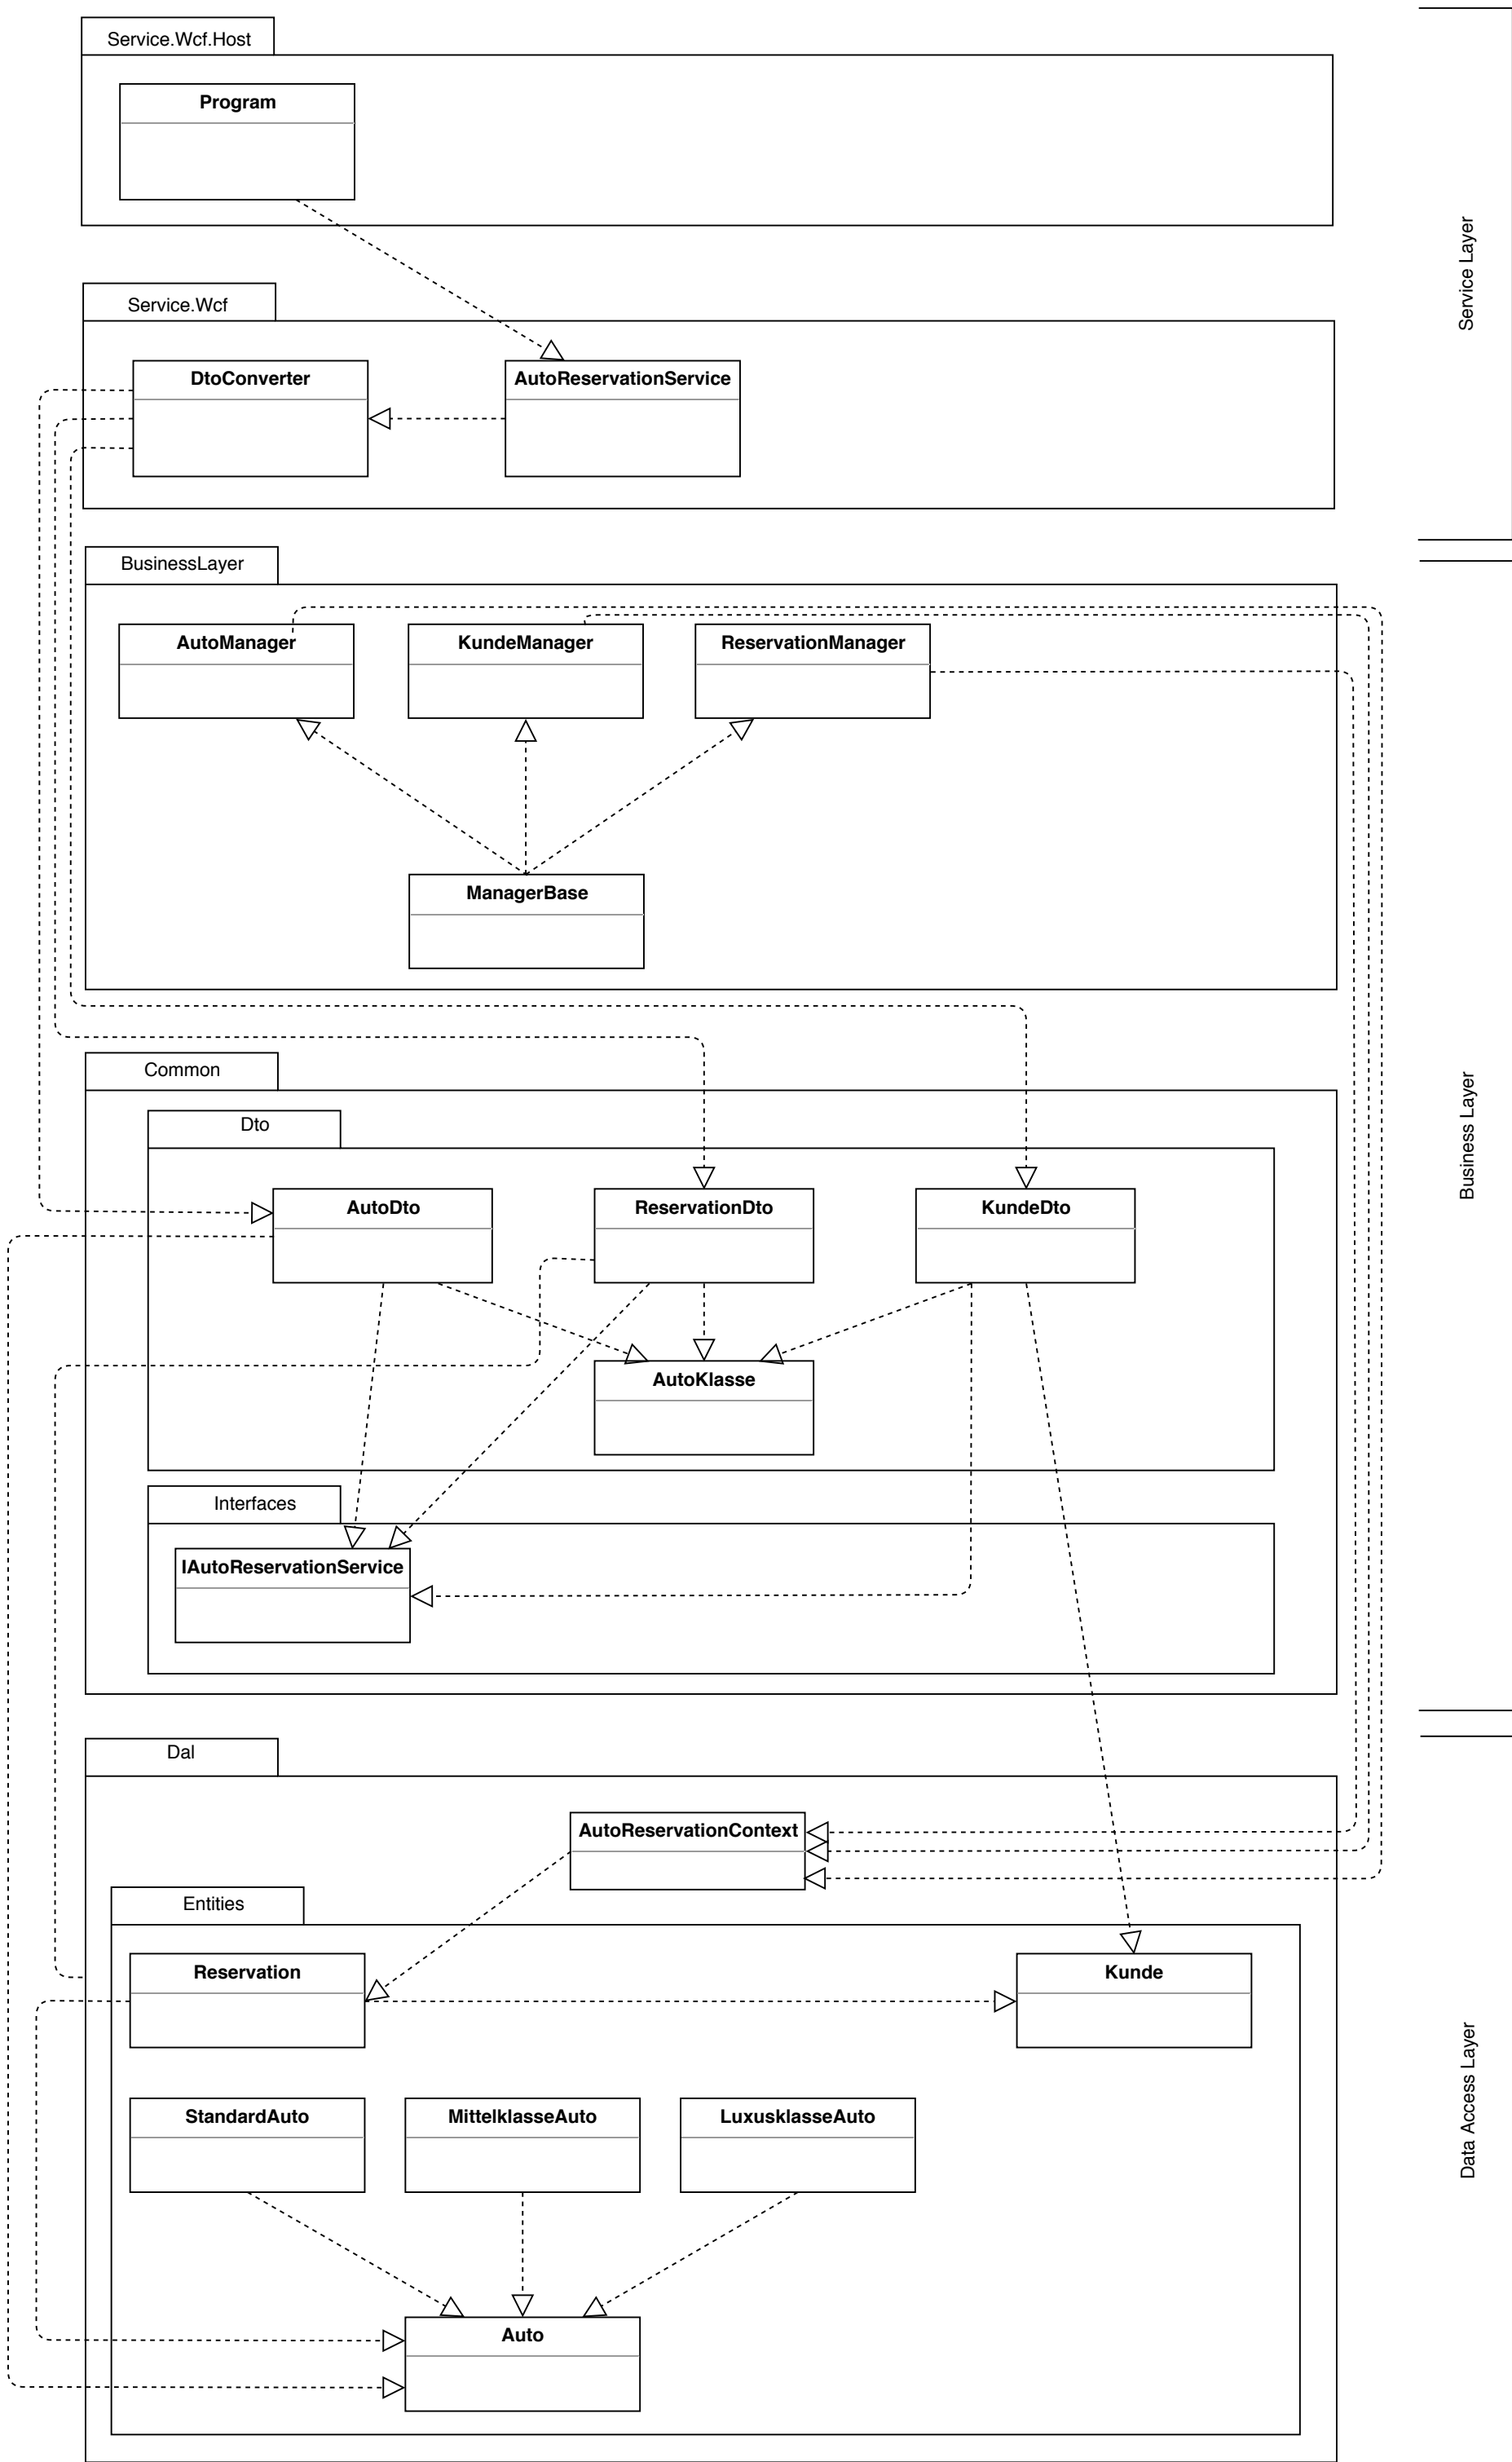 Service.Wcf.Host
Program
Service Layer
Service.Wcf
DtoConverter
AutoReservationService
BusinessLayer
AutoManager
KundeManager
ReservationManager
ManagerBase
Business Layer
Common
Dto
AutoDto
ReservationDto
KundeDto
AutoKlasse
Interfaces
IAutoReservationService
Dal
AutoReservationContext
Entities
Reservation
Kunde
Data Access Layer
StandardAuto
MittelklasseAuto
LuxusklasseAuto
Auto